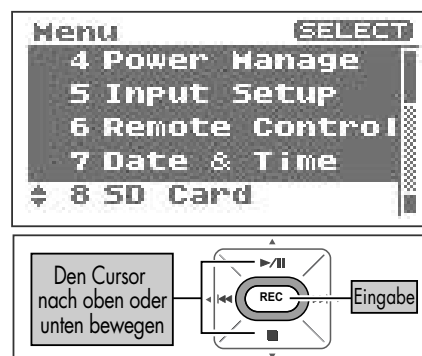 Menu SELECT
4 Power Manage
5 Input Setup
6 Remote Control
7 Date & Time
8 SD Card
Den Cursor
nach oben oder
unten bewegen
REC
Eingabe